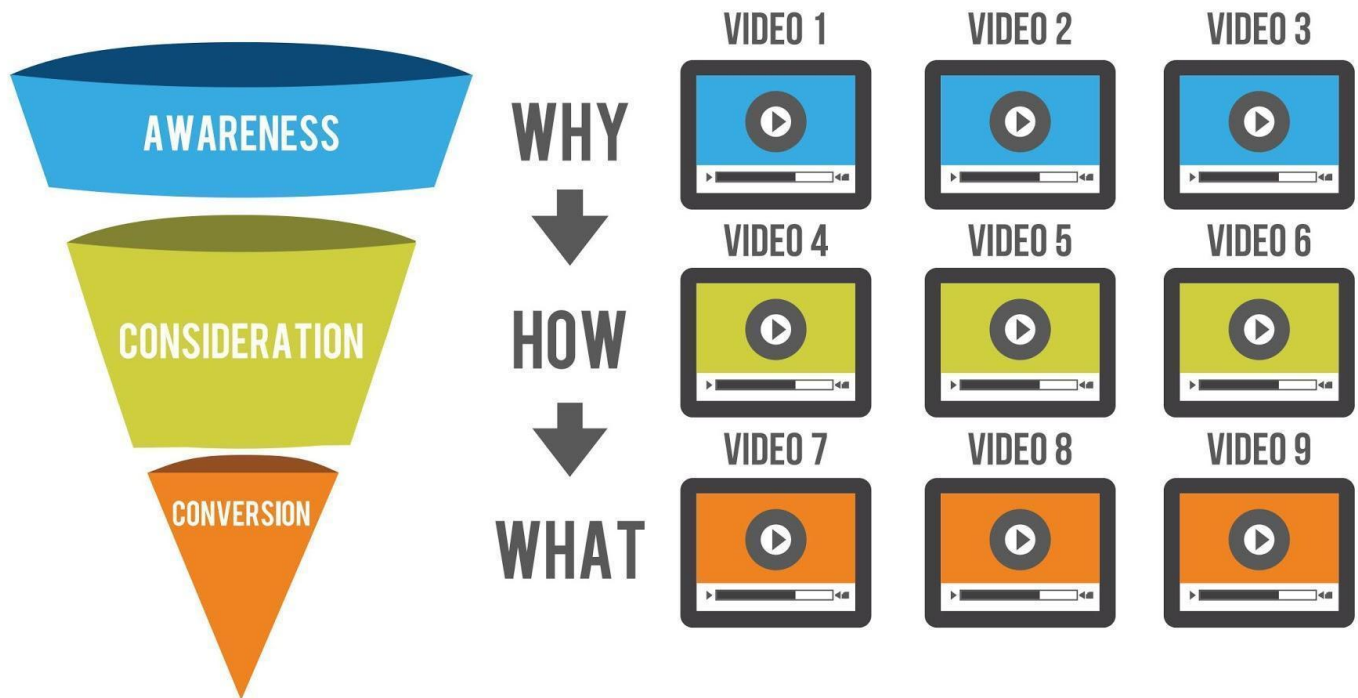 AWARENESS
CONSIDERATION
CONVERSION
WHY
HOW
WHAT
VIDEO 1
VIDEO 2
VIDEO 3
VIDEO 4
VIDEO 5
VIDEO 6
VIDEO 7
VIDEO 8
VIDEO 9